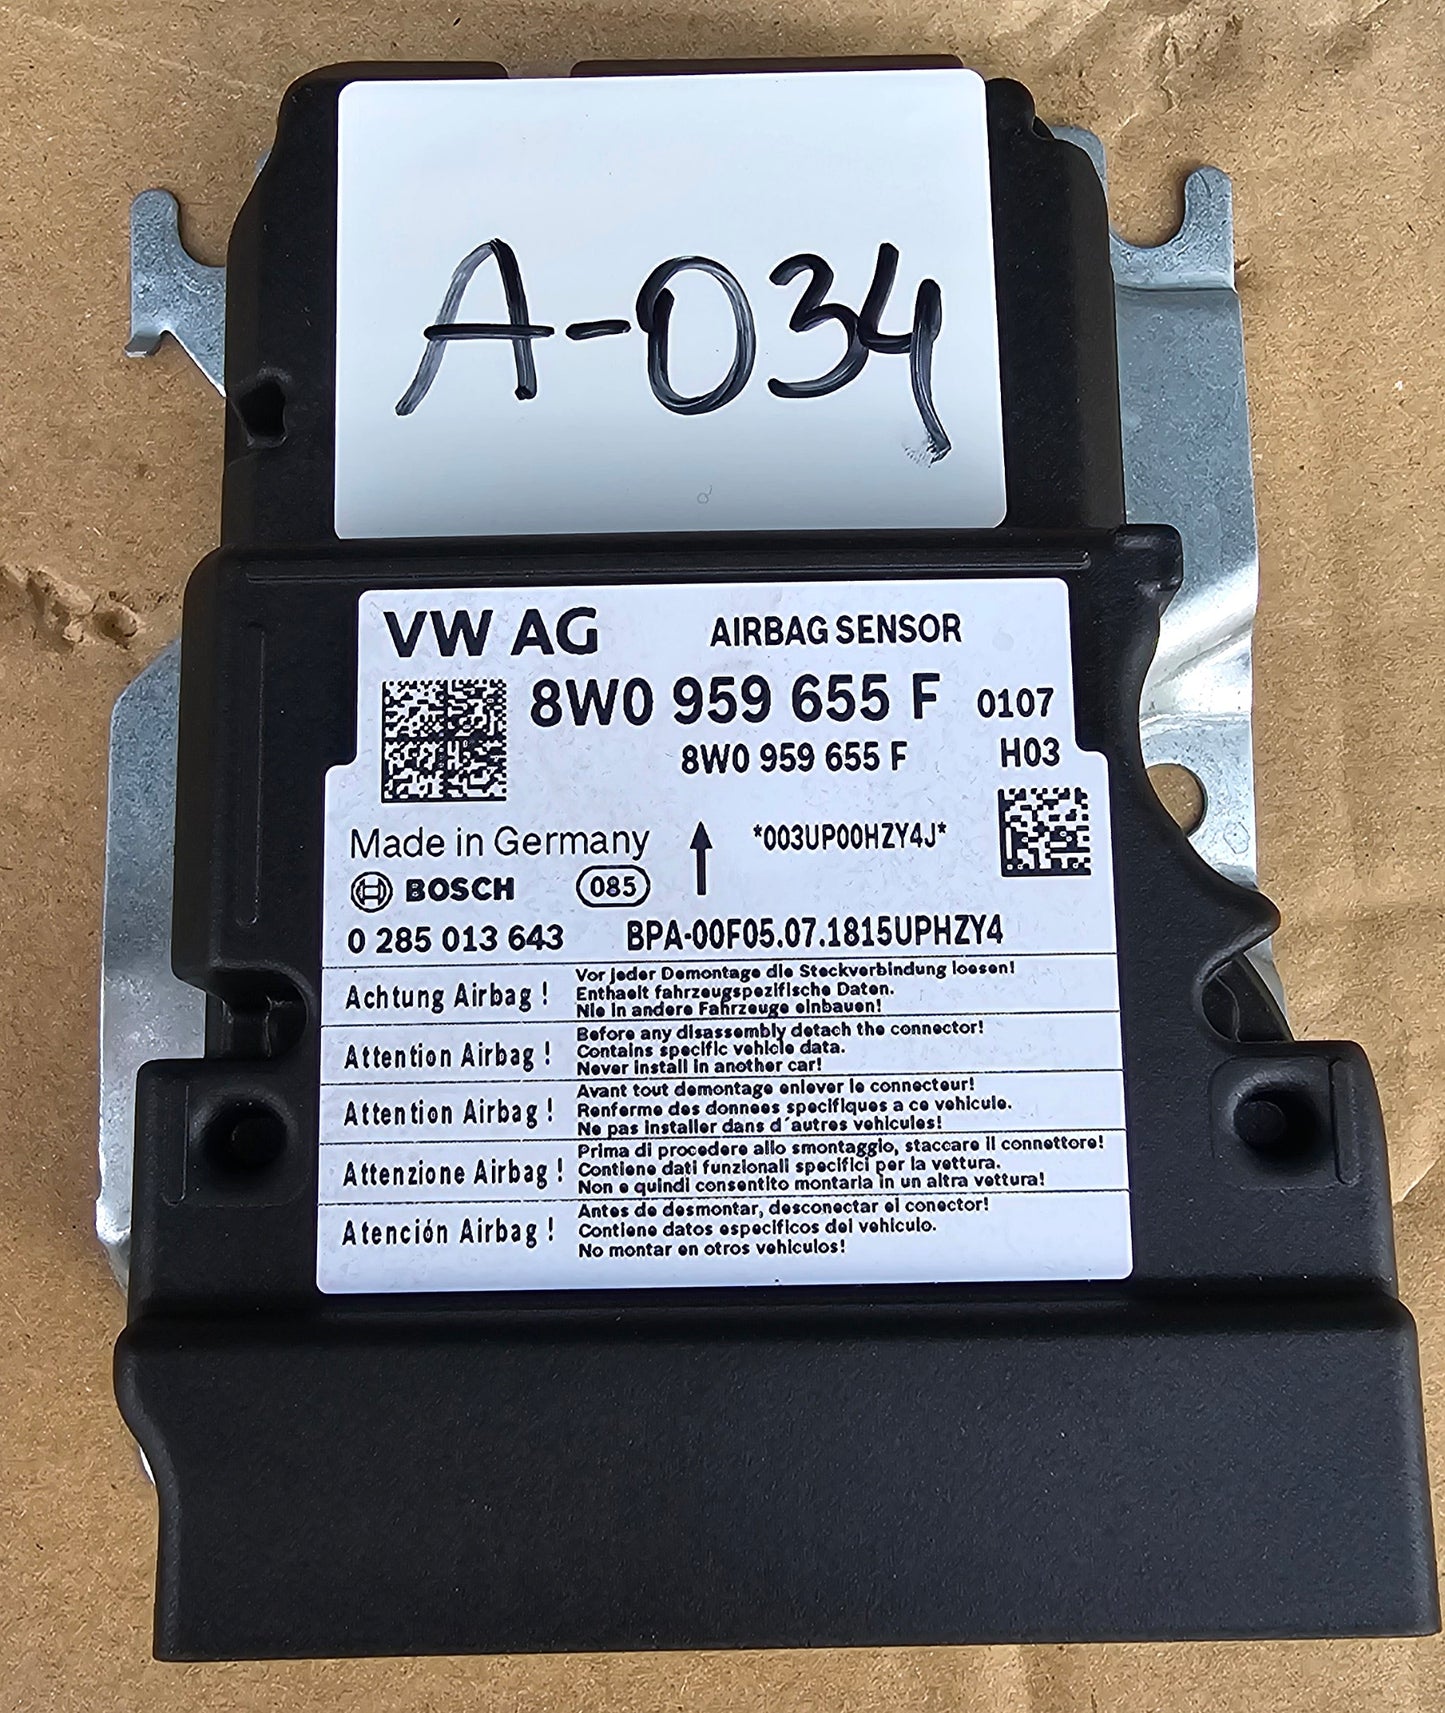 A-034
VW AG AIRBAG SENSOR
8W0 959 655 F 0107
8W0 959 655 F H03
Made in Germany *003UP00HZY4J*
BOSCH 085
0 285 013 643 BPA-00F05.07.1815UPHZY4
Achtung Airbag !
Vor jeder Demontage die Steckverbindung loesen!
Enthaelt fahrzeugspezifische Daten.
Nie in andere Fahrzeuge einbauen!
Attention Airbag !
Before any disassembly detach the connector!
Contains specific vehicle data.
Never install in another car!
Attention Airbag !
Avant tout demontage enlever le connecteur!
Renferme des donnees specifiques a ce vehicule.
Ne pas installer dans d'autres vehicules!
Attenzione Airbag !
Prima di procedere allo smontaggio, staccare il connettore!
Contiene dati funzionali specifici per la vettura.
Non e quindi consentito montarla in un altra vettura!
Atención Airbag !
Antes de desmontar, desconectar el conector!
Contiene datos especificos del vehiculo.
No montar en otros vehiculos!